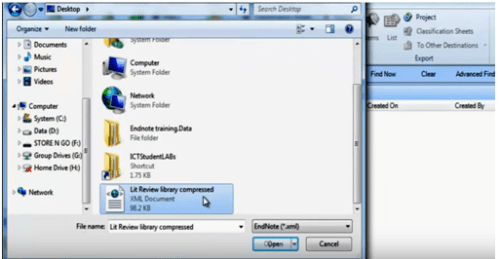 Desktop
Search Desktop
Organize
New folder
Documents
Music
Pictures
Videos
Computer
System (C:)
Data (D:)
STORE N GO (F:)
Group Drives (G:)
Home Drive (H:)
Network
System Folder
Computer
System Folder
Network
System Folder
Endnote training.Data
File folder
ICTStudentLABs
Shortcut
1.75 KB
Lit Review library compressed
XML Document
98.2 KB
File name: Lit Review library compressed
EndNote (*.xml)
Open
Cancel
List
Project
Classification Sheets
To Other Destinations
Export
Find Now Clear Advanced Find
Created On Created By